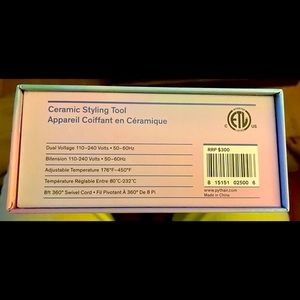 Ceramic Styling Tool
Appareil Coiffant en Céramique
C ETL US
Dual Voltage 110-240 Volts • 50-60Hz
Bitension 110-240 Volts • 50-60Hz
Adjustable Temperature 176°F-450°F
Température Réglable Entre 80°C-232°C
8ft 360° Swivel Cord • Fil Pivotant À 360° De 8 Pi
RRP $300
8 15151 02500 6
Made in China